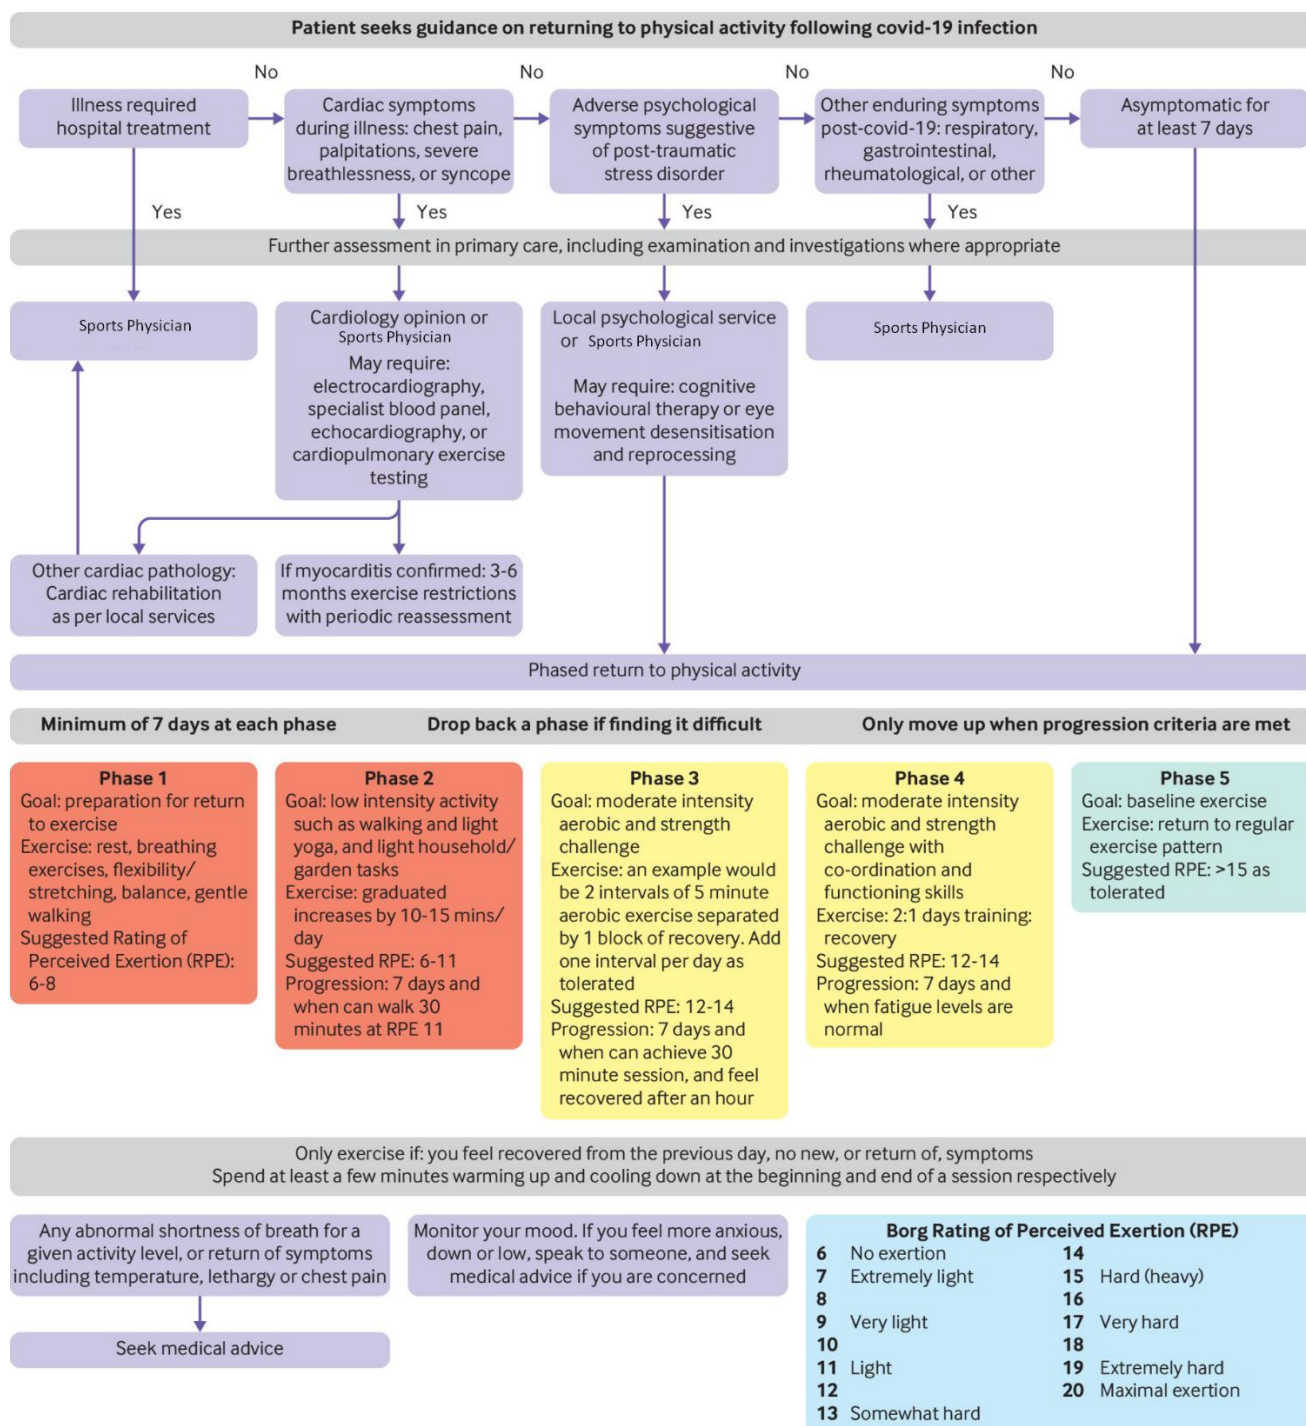 Patient seeks guidance on returning to physical activity following covid-19 infection
No
No
No
No
Illness required
hospital treatment
Cardiac symptoms
during illness: chest pain,
palpitations, severe
breathlessness, or syncope
Adverse psychological
symptoms suggestive
of post-traumatic
stress disorder
Other enduring symptoms
post-covid-19: respiratory,
gastrointestinal,
rheumatological, or other
Asymptomatic for
at least 7 days
Yes
Yes
Yes
Yes
Further assessment in primary care, including examination and investigations where appropriate
Sports Physician
Cardiology opinion or
Sports Physician
May require:
electrocardiography,
specialist blood panel,
echocardiography, or
cardiopulmonary exercise
testing
Local psychological service
or Sports Physician
May require: cognitive
behavioural therapy or eye
movement desensitisation
and reprocessing
Sports Physician
Other cardiac pathology:
Cardiac rehabilitation
as per local services
If myocarditis confirmed: 3-6
months exercise restrictions
with periodic reassessment
Phased return to physical activity
Minimum of 7 days at each phase
Drop back a phase if finding it difficult
Only move up when progression criteria are met
Phase 1
Goal: preparation for return
to exercise
Exercise: rest, breathing
exercises, flexibility/
stretching, balance, gentle
walking
Suggested Rating of
Perceived Exertion (RPE):
6-8
Phase 2
Goal: low intensity activity
such as walking and light
yoga, and light household/
garden tasks
Exercise: graduated
increases by 10-15 mins/
day
Suggested RPE: 6-11
Progression: 7 days and
when can walk 30
minutes at RPE 11
Phase 3
Goal: moderate intensity
aerobic and strength
challenge
Exercise: an example would
be 2 intervals of 5 minute
aerobic exercise separated
by 1 block of recovery. Add
one interval per day as
tolerated
Suggested RPE: 12-14
Progression: 7 days and
when can achieve 30
minute session, and feel
recovered after an hour
Phase 4
Goal: moderate intensity
aerobic and strength
challenge with
co-ordination and
functioning skills
Exercise: 2:1 days training:
recovery
Suggested RPE: 12-14
Progression: 7 days and
when fatigue levels are
normal
Phase 5
Goal: baseline exercise
Exercise: return to regular
exercise pattern
Suggested RPE: >15 as
tolerated
Only exercise if: you feel recovered from the previous day, no new, or return of, symptoms
Spend at least a few minutes warming up and cooling down at the beginning and end of a session respectively
Any abnormal shortness of breath for a
given activity level, or return of symptoms
including temperature, lethargy or chest pain
Seek medical advice
Monitor your mood. If you feel more anxious,
down or low, speak to someone, and seek
medical advice if you are concerned
Borg Rating of Perceived Exertion (RPE)
6 No exertion
7 Extremely light
8
9 Very light
10
11 Light
12
13 Somewhat hard
14
15 Hard (heavy)
16
17 Very hard
18
19 Extremely hard
20 Maximal exertion